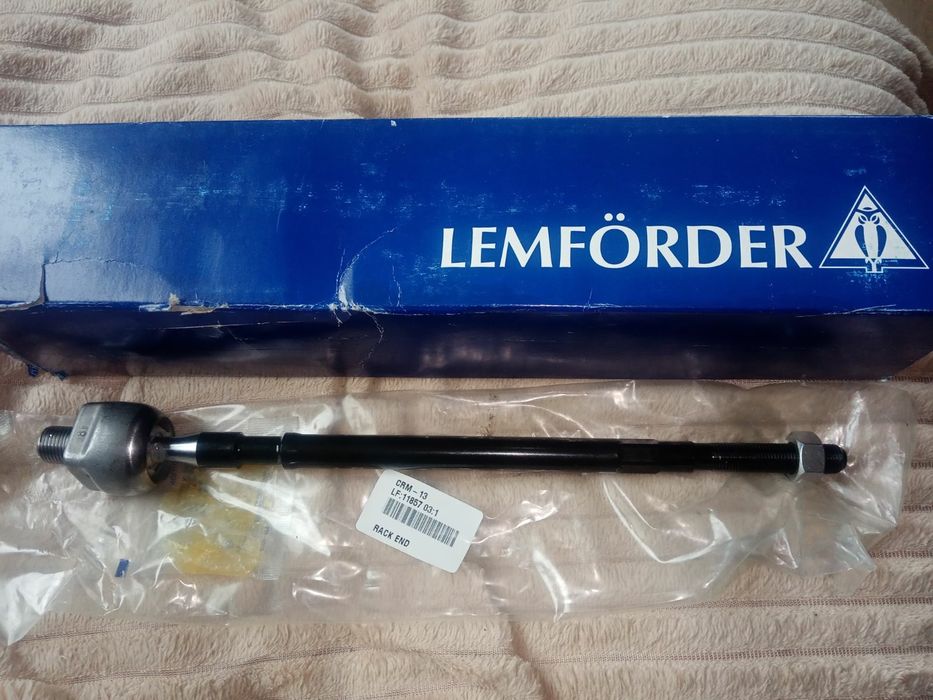 LEMFÖRDER
CRM-13
LF:11857 03:1
RACK END